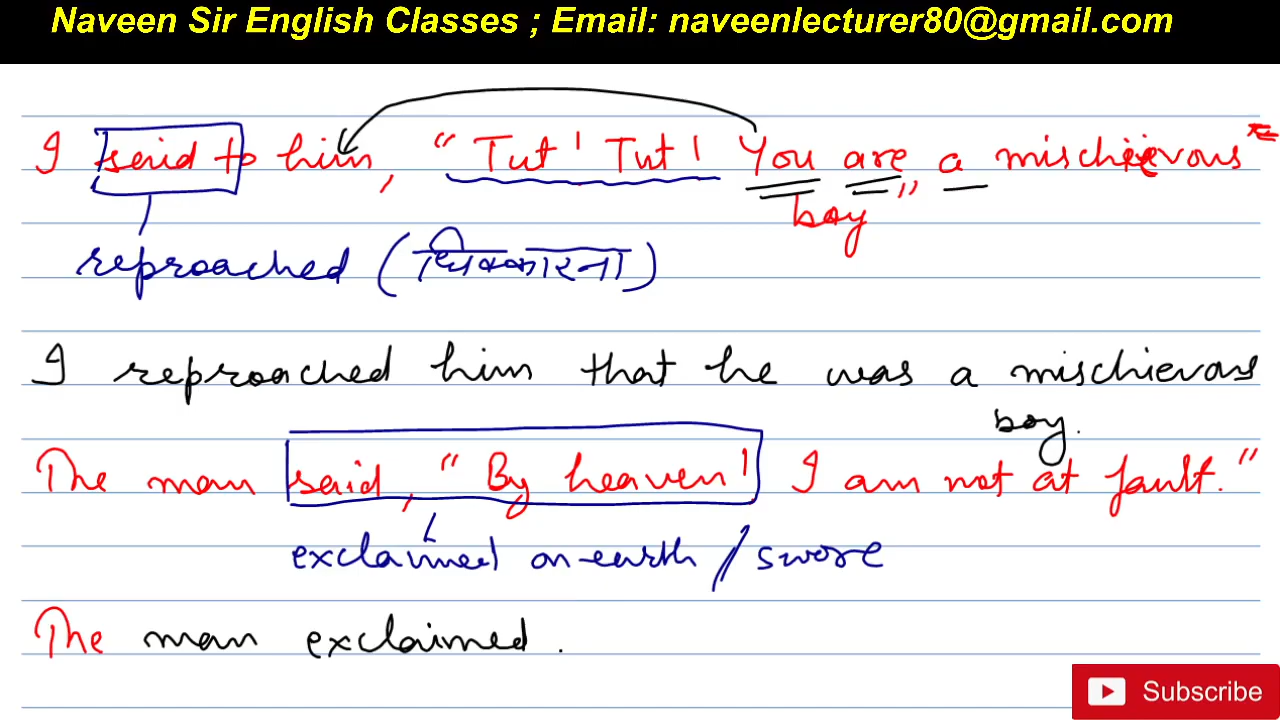 Naveen Sir English Classes ; Email: naveenlecturer80@gmail.com
I said to him, "Tut! Tut! You are a mischievous
boy"
reproached (धिक्कारना)
I reproached him that he was a mischievous
boy.
The man said, "By heaven! I am not at fault."
exclaimed on earth / swore
The man exclaimed.
Subscribe